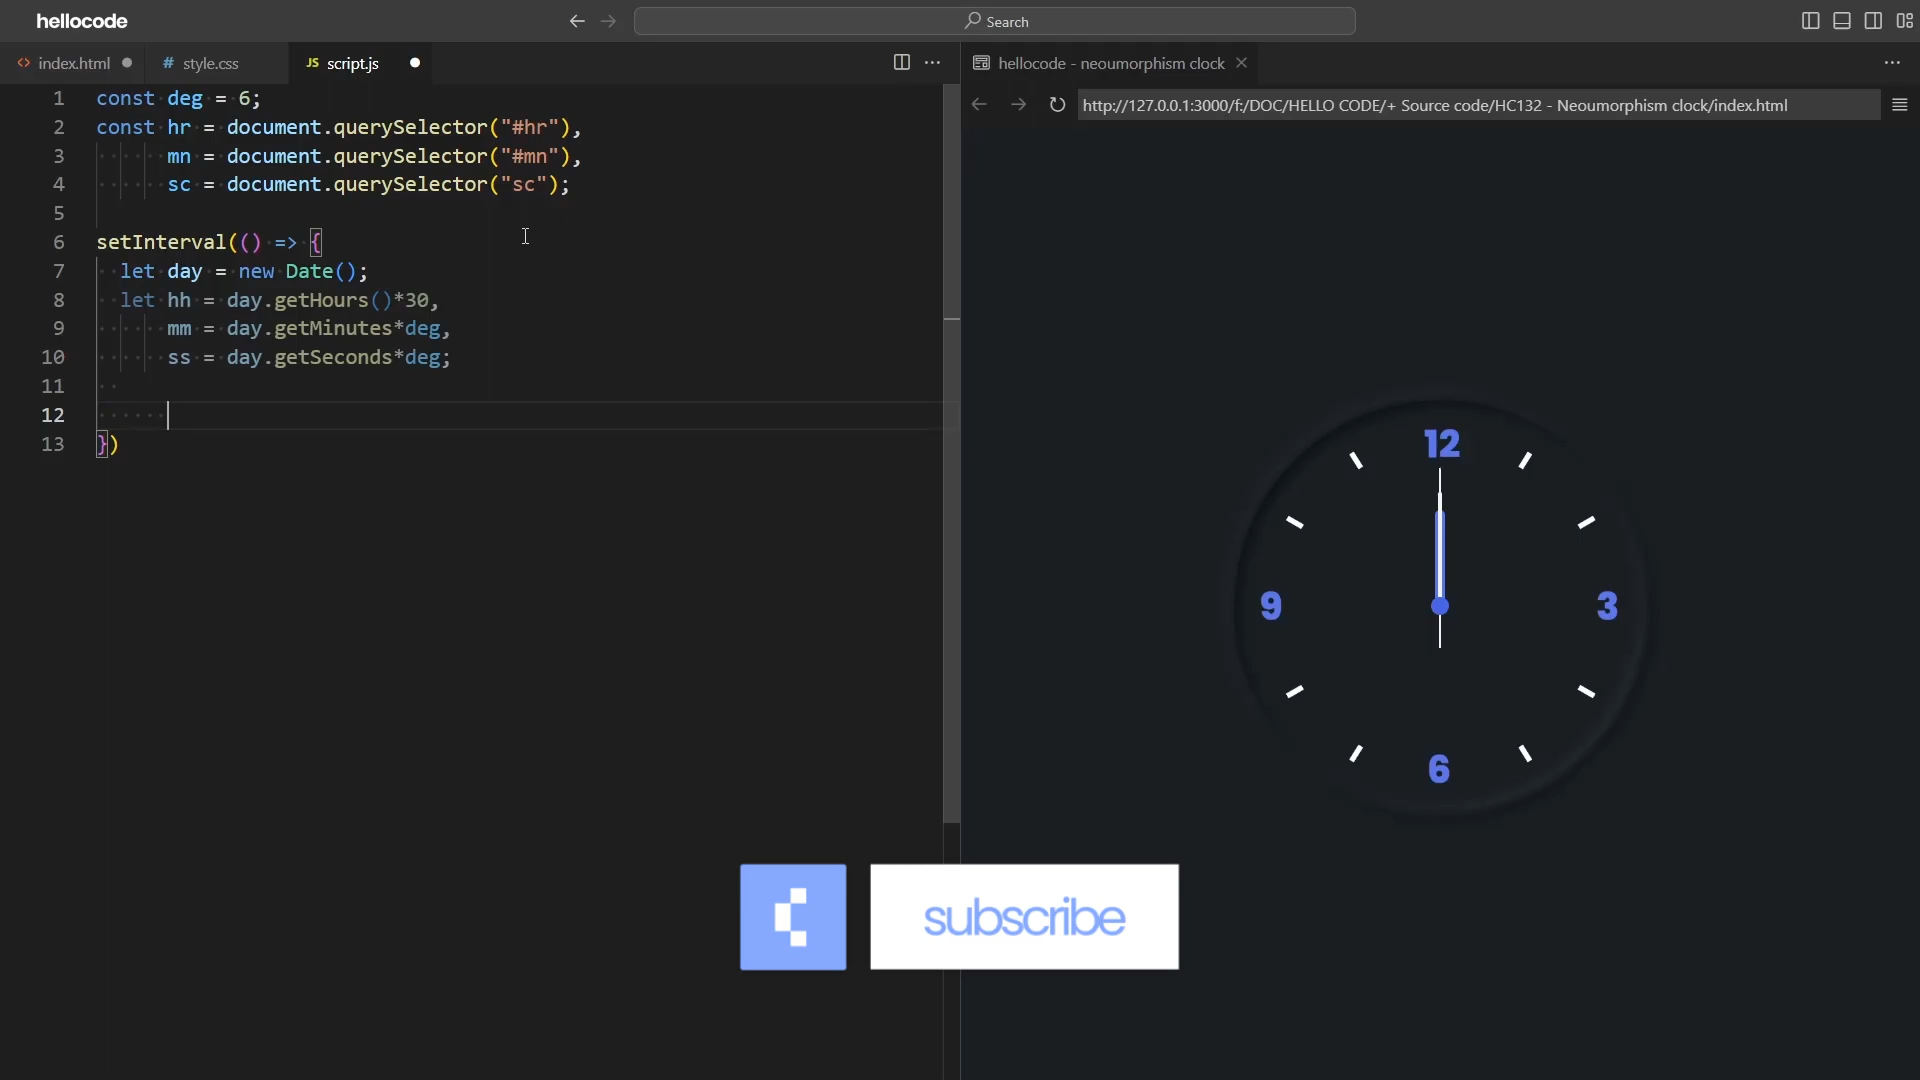 hellocode
Search
index.html
# style.css
JS script.js
hellocode - neoumorphism clock
http://127.0.0.1:3000/f:/DOC/HELLO CODE/+ Source code/HC132 - Neoumorphism clock/index.html
1 const deg = 6;
2 const hr = document.querySelector("#hr"),
3 mn = document.querySelector("#mn"),
4 sc = document.querySelector("sc");
5
6 setInterval(() => {
7 let day = new Date();
8 let hh = day.getHours()*30,
9 mm = day.getMinutes*deg,
10 ss = day.getSeconds*deg;
11
12
13 })
12
9
3
6
subscribe